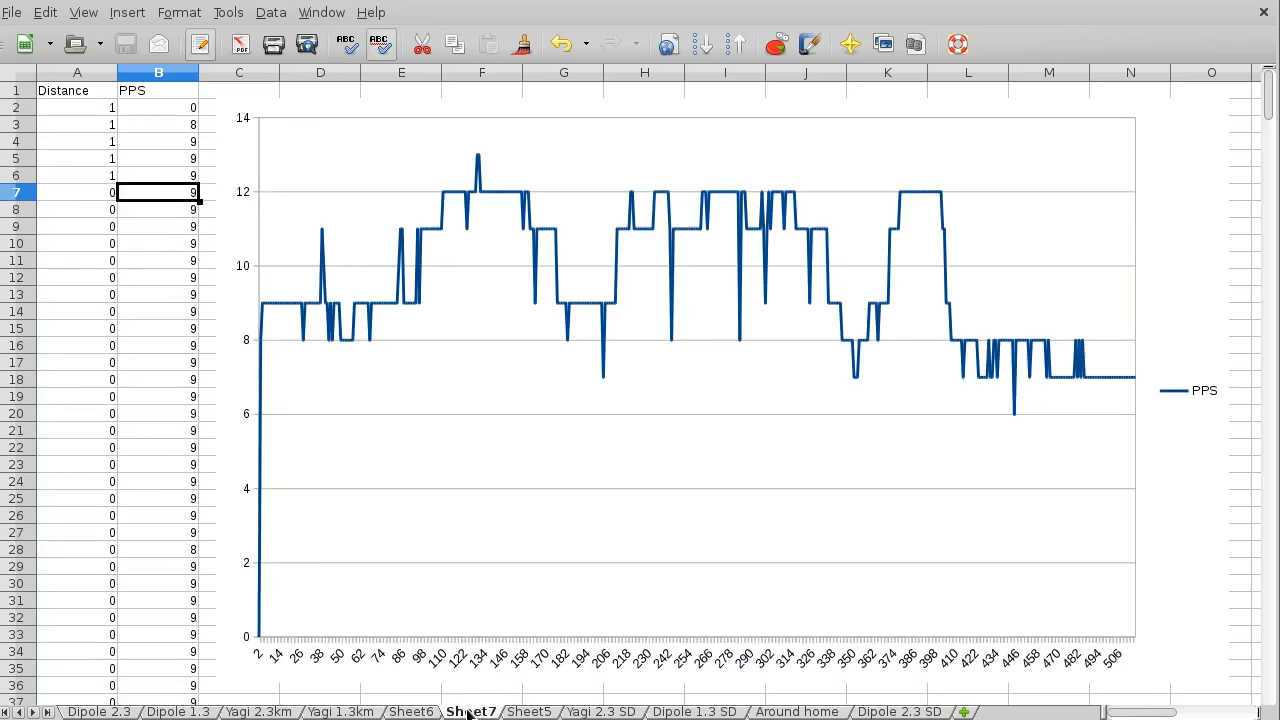 File Edit View Insert Format Tools Data Window Help ×
PDF ABC ABC
A B C D E F G H I J K L M N O
1 Distance PPS
2 1 0
3 1 8
4 1 9
5 1 9
6 1 9
7 0 9
8 0 9
9 0 9
10 0 9
11 0 9
12 0 9
13 0 9
14 0 9
15 0 9
16 0 9
17 0 9
18 0 9
19 0 9
20 0 9
21 0 9
22 0 9
23 0 9
24 0 9
25 0 9
26 0 9
27 0 9
28 0 8
29 0 9
30 0 9
31 0 9
32 0 9
33 0 9
34 0 9
35 0 9
36 0 9
37 0 9
14
12
10
8
6
4
2
0
2 14 26 38 50 62 74 86 98 110 122 134 146 158 170 182 194 206 218 230 242 254 266 278 290 302 314 326 338 350 362 374 386 398 410 422 434 446 458 470 482 494 506
PPS
Dipole 2.3 Dipole 1.3 Yagi 2.3km Yagi 1.3km Sheet6 Sheet7 Sheet5 Yagi 2.3 SD Dipole 1.3 SD Around home Dipole 2.3 SD